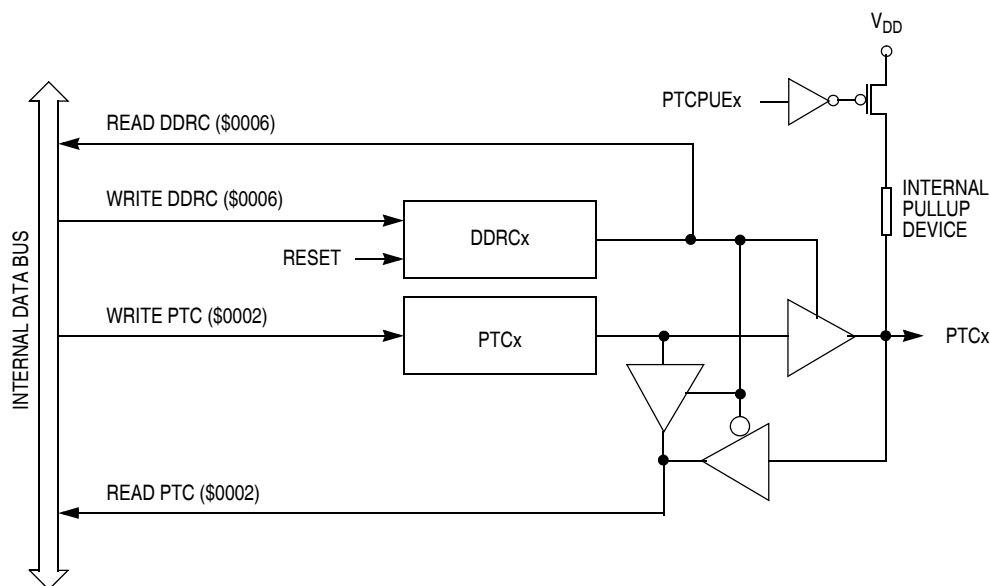 VDD
PTCPUEx
READ DDRC ($0006)
WRITE DDRC ($0006)
INTERNAL
PULLUP
DEVICE
DDRCx
RESET
WRITE PTC ($0002)
PTCx
PTCx
INTERNAL DATA BUS
READ PTC ($0002)